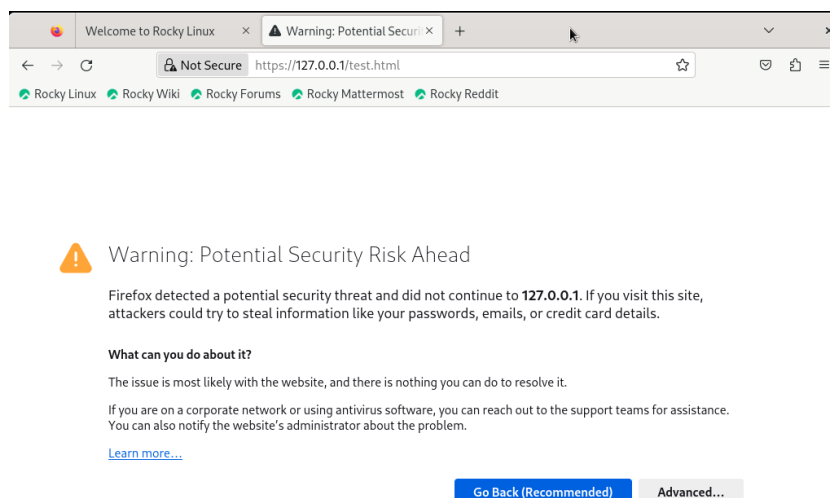 Welcome to Rocky Linux
Warning: Potential Securi
Not Secure https://127.0.0.1/test.html
Rocky Linux Rocky Wiki Rocky Forums Rocky Mattermost Rocky Reddit
Warning: Potential Security Risk Ahead
Firefox detected a potential security threat and did not continue to 127.0.0.1. If you visit this site,
attackers could try to steal information like your passwords, emails, or credit card details.
What can you do about it?
The issue is most likely with the website, and there is nothing you can do to resolve it.
If you are on a corporate network or using antivirus software, you can reach out to the support teams for assistance.
You can also notify the website's administrator about the problem.
Learn more...
Go Back (Recommended) Advanced...